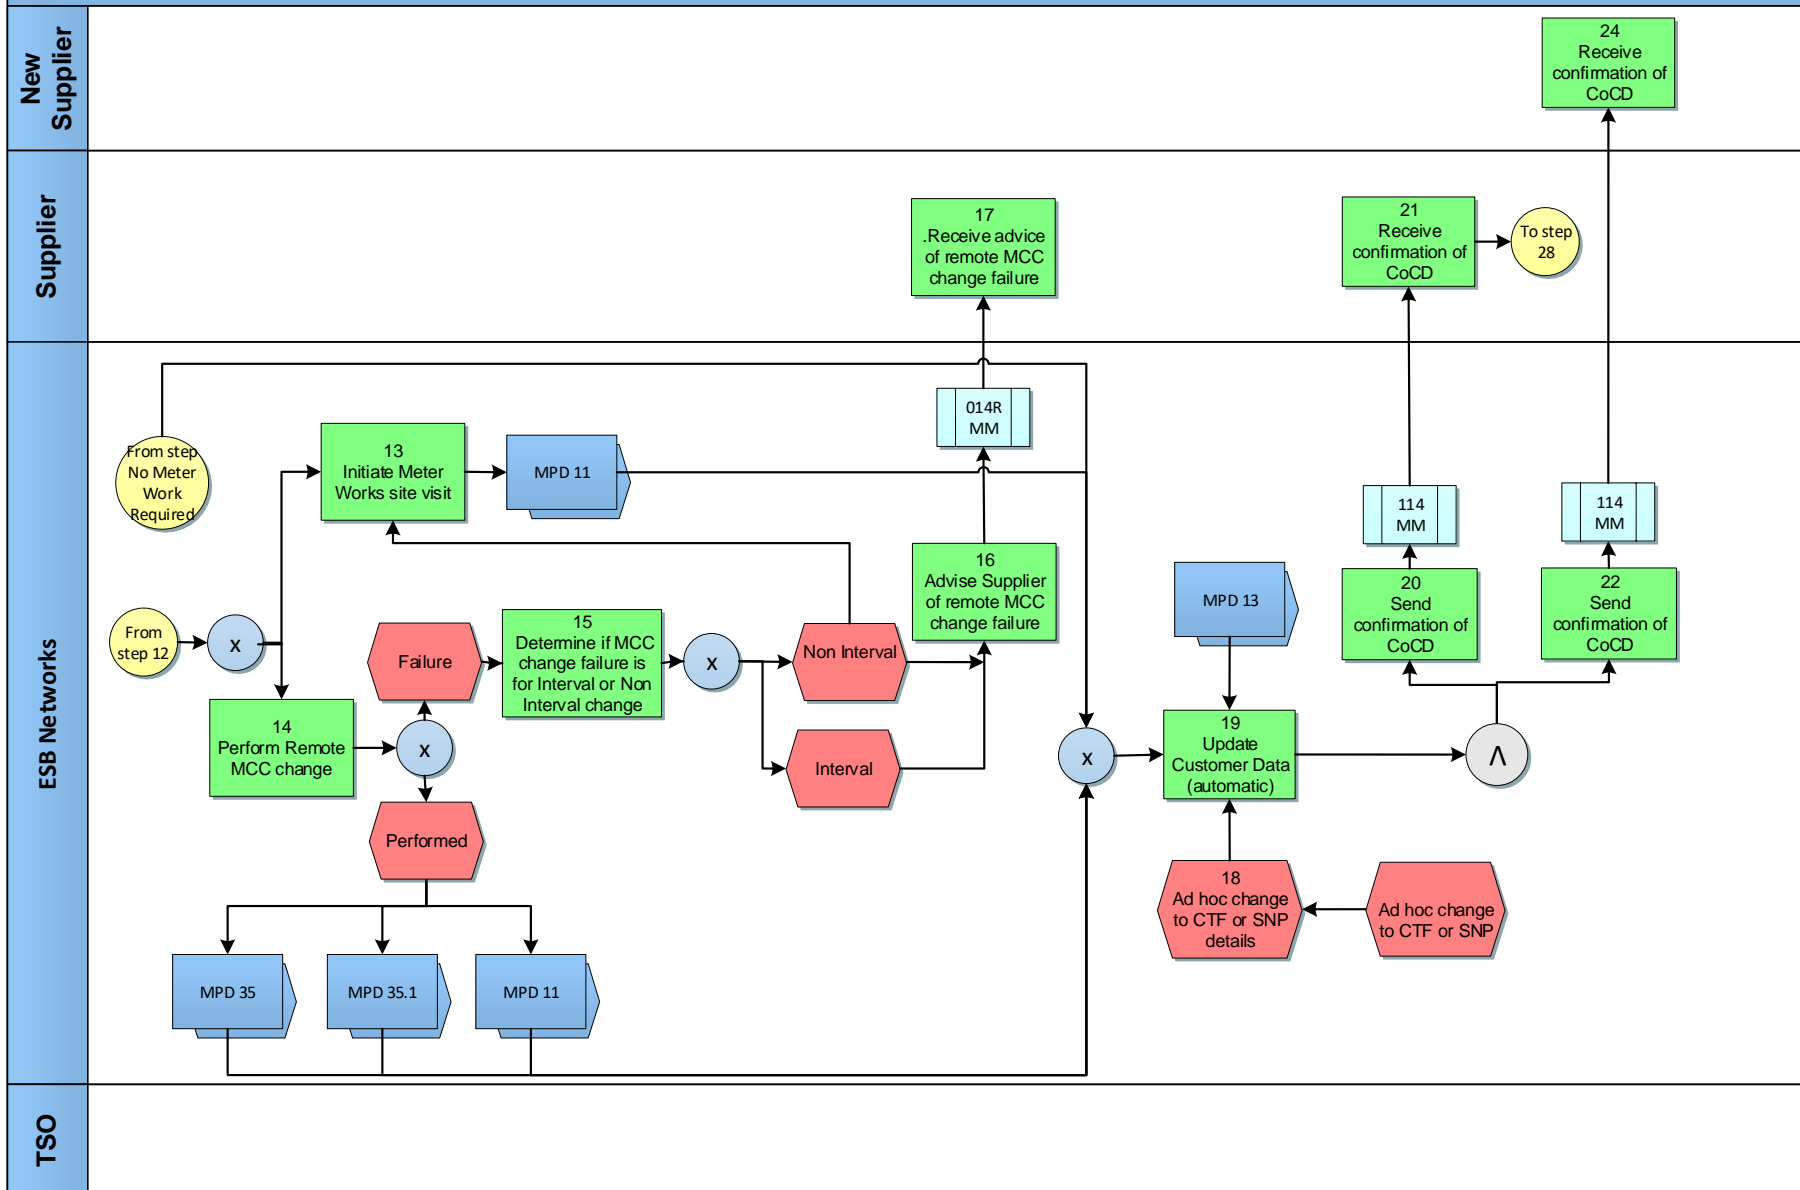 New
Supplier
24
Receive
confirmation of
CoCD
Supplier
17
.Receive advice
of remote MCC
change failure
21
Receive
confirmation of
CoCD
To step
28
ESB Networks
From step
No Meter
Work
Required
13
Initiate Meter
Works site visit
MPD 11
014R
MM
114
MM
114
MM
From
step 12
x
Failure
15
Determine if MCC
change failure is
for Interval or Non
Interval change
x
Non Interval
16
Advise Supplier
of remote MCC
change failure
MPD 13
20
Send
confirmation of
CoCD
22
Send
confirmation of
CoCD
14
Perform Remote
MCC change
x
Interval
x
19
Update
Customer Data
(automatic)
Λ
Performed
18
Ad hoc change
to CTF or SNP
details
Ad hoc change
to CTF or SNP
MPD 35
MPD 35.1
MPD 11
TSO